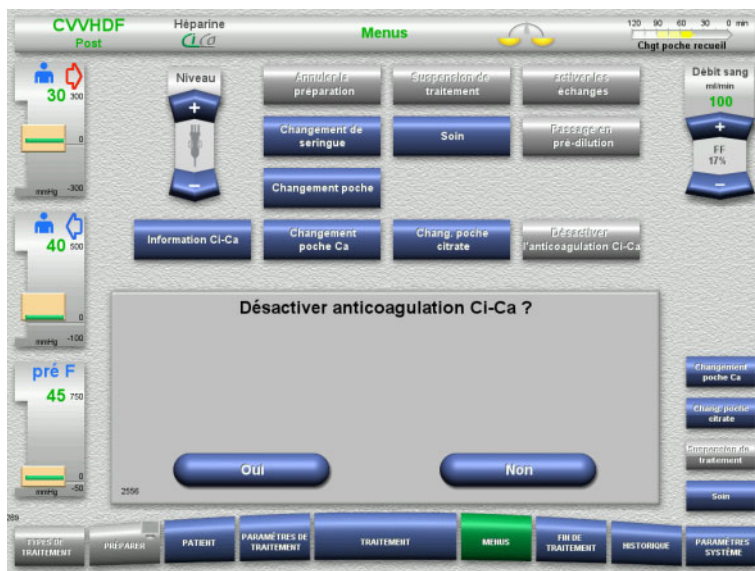 CVVHDF
Post
Héparine
Ci Ca
Menus
120 90 60 30 0 min
Chgt poche recueil
30
300
0
mmHg -300
Niveau
+
−
Annuler la
préparation
Suspension de
traitement
activer les
échanges
Changement de
seringue
Soin
Passage en
pré-dilution
Changement poche
Débit sang
ml/min
100
+
FF
17%
−
40
500
0
mmHg -100
Information Ci-Ca
Changement
poche Ca
Chang. poche
citrate
Désactiver
l'anticoagulation Ci-Ca
Désactiver anticoagulation Ci-Ca ?
Oui
Non
2556
pré F
45
750
0
mmHg -50
Changement
poche Ca
Chang. poche
citrate
Suspension de
traitement
Soin
TYPES DE
TRAITEMENT
PRÉPARER
PATIENT
PARAMÈTRES DE
TRAITEMENT
TRAITEMENT
MENUS
FIN DE
TRAITEMENT
HISTORIQUE
PARAMÈTRES
SYSTÈME